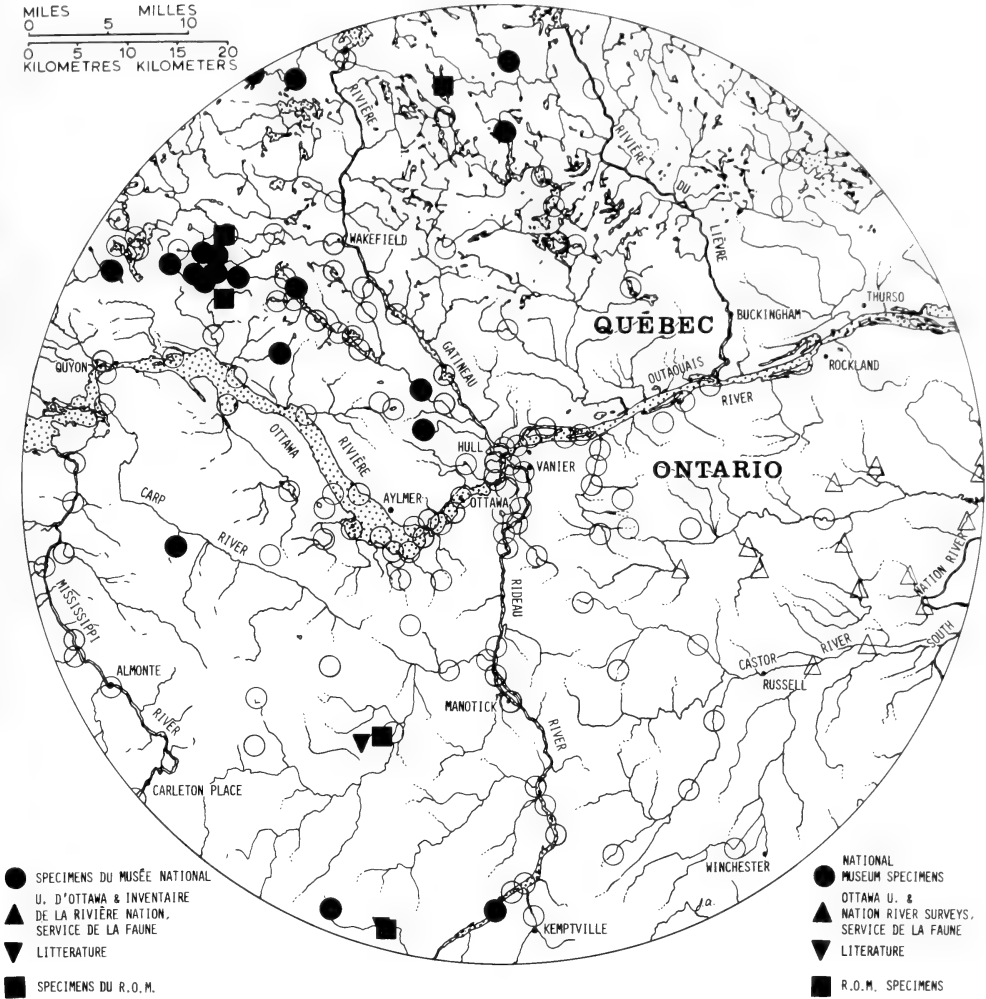 MILES MILLES
0 5 10
0 5 10 15 20
KILOMETRES KILOMETERS
RIVIÈRE
RIVIÈRE
DU
LIÈVRE
WAKEFIELD
THURSO
BUCKINGHAM
QUÉBEC
GATINEAU
QUYON
OUTAOUAIS
ROCKLAND
RIVER
OTTAWA
RIVIÈRE
HULL
VANIER
ONTARIO
CARP
RIVER
AYLMER
OTTAWA
NATION RIVER
SOUTH
MISSISSIPPI
RIVER
RIDEAU
RIVER
CASTOR
RIVER
RUSSELL
ALMONTE
MANOTICK
CARLETON PLACE
WINCHESTER
KEMPTVILLE
SPECIMENS DU MUSÉE NATIONAL
U. D'OTTAWA & INVENTAIRE
DE LA RIVIÈRE NATION,
SERVICE DE LA FAUNE
LITTERATURE
SPECIMENS DU R.O.M.
NATIONAL
MUSEUM SPECIMENS
OTTAWA U. &
NATION RIVER SURVEYS,
SERVICE DE LA FAUNE
LITERATURE
R.O.M. SPECIMENS